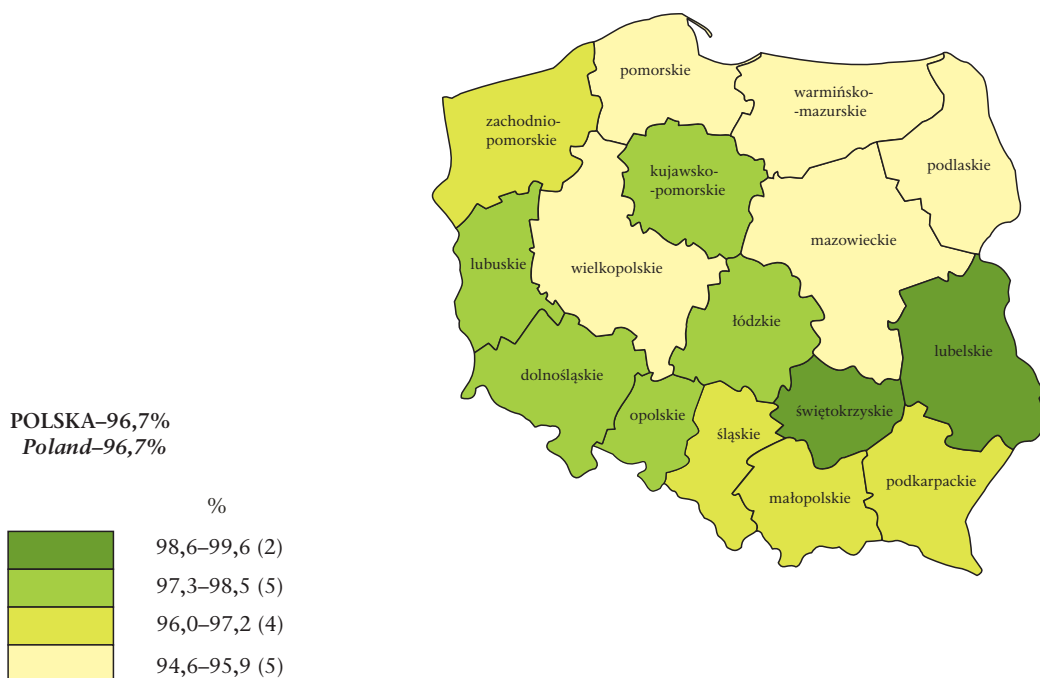 pomorskie
warmińsko-
-mazurskie
zachodnio-
pomorskie
podlaskie
kujawsko-
-pomorskie
mazowieckie
lubuskie
wielkopolskie
łódzkie
lubelskie
dolnośląskie
opolskie
świętokrzyskie
śląskie
podkarpackie
małopolskie
POLSKA–96,7%
Poland–96,7%
%
98,6–99,6 (2)
97,3–98,5 (5)
96,0–97,2 (4)
94,6–95,9 (5)